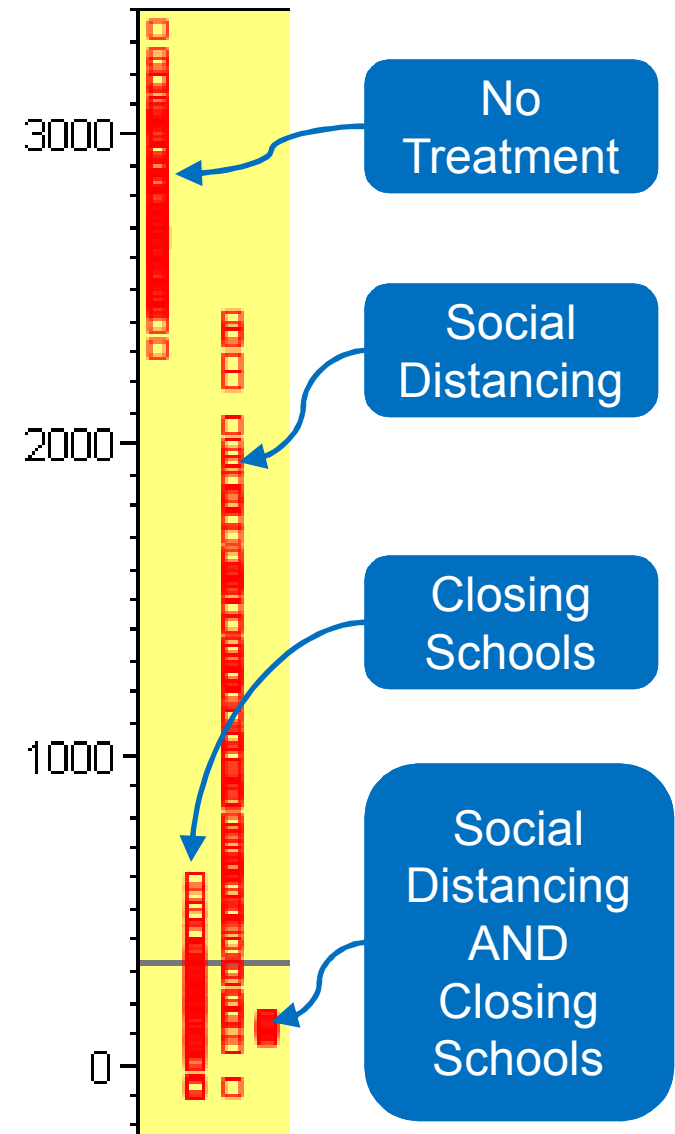 No
Treatment
3000
Social
Distancing
2000
Closing
Schools
1000
Social
Distancing
AND
Closing
Schools
0